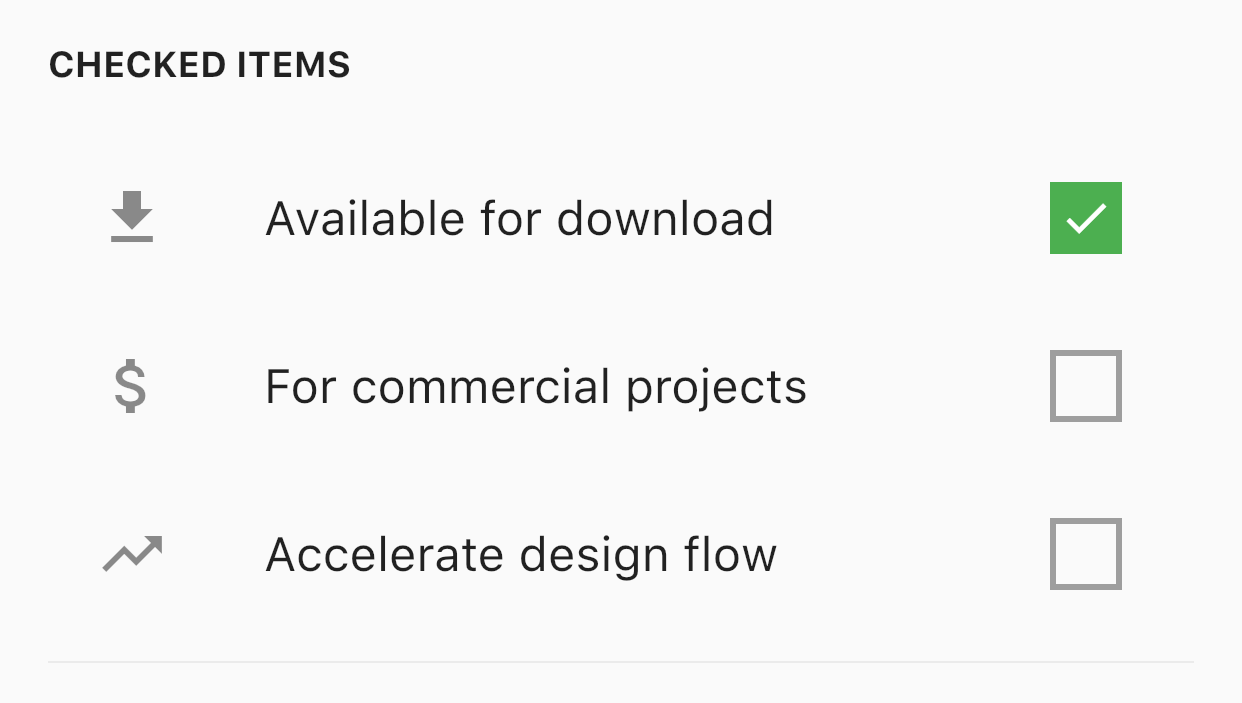 CHECKED ITEMS
Available for download
For commercial projects
Accelerate design flow